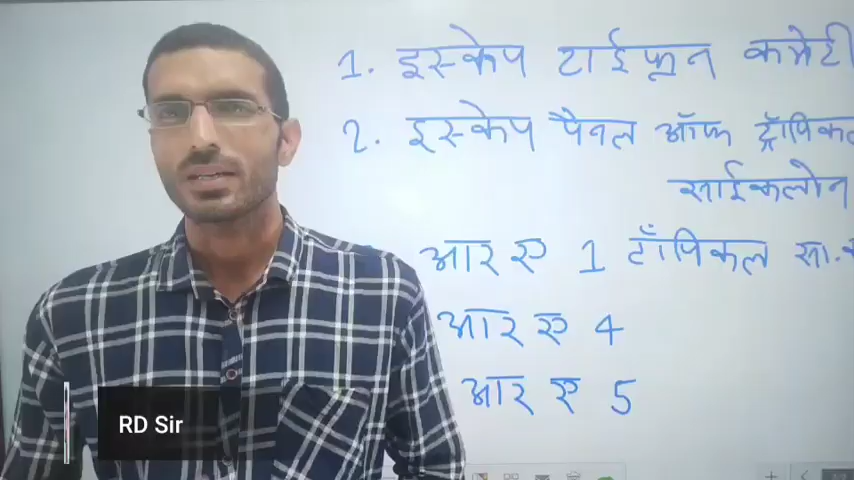 1. इस्केप टाईफून कमेटी
2. इस्केप पैनल ऑफ ट्रॉपिकल
साईक्लोन
आर ए 1 टॉपिकल सा.
आर ए 4
आर ए 5
RD Sir